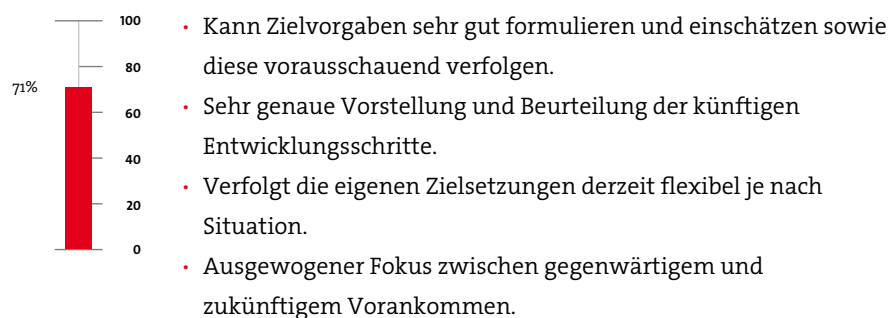 100
80
71%
60
40
20
0
• Kann Zielvorgaben sehr gut formulieren und einschätzen sowie
diese vorausschauend verfolgen.
• Sehr genaue Vorstellung und Beurteilung der künftigen
Entwicklungsschritte.
• Verfolgt die eigenen Zielsetzungen derzeit flexibel je nach
Situation.
• Ausgewogener Fokus zwischen gegenwärtigem und
zukünftigem Vorankommen.